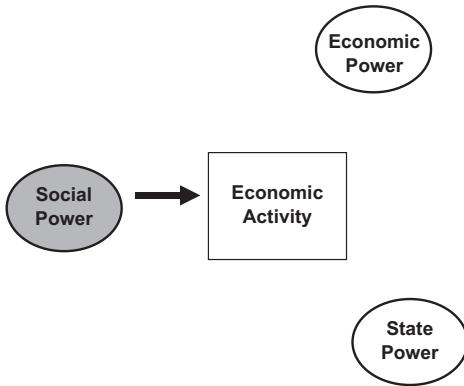 Economic
Power
Social
Power
Economic
Activity
State
Power